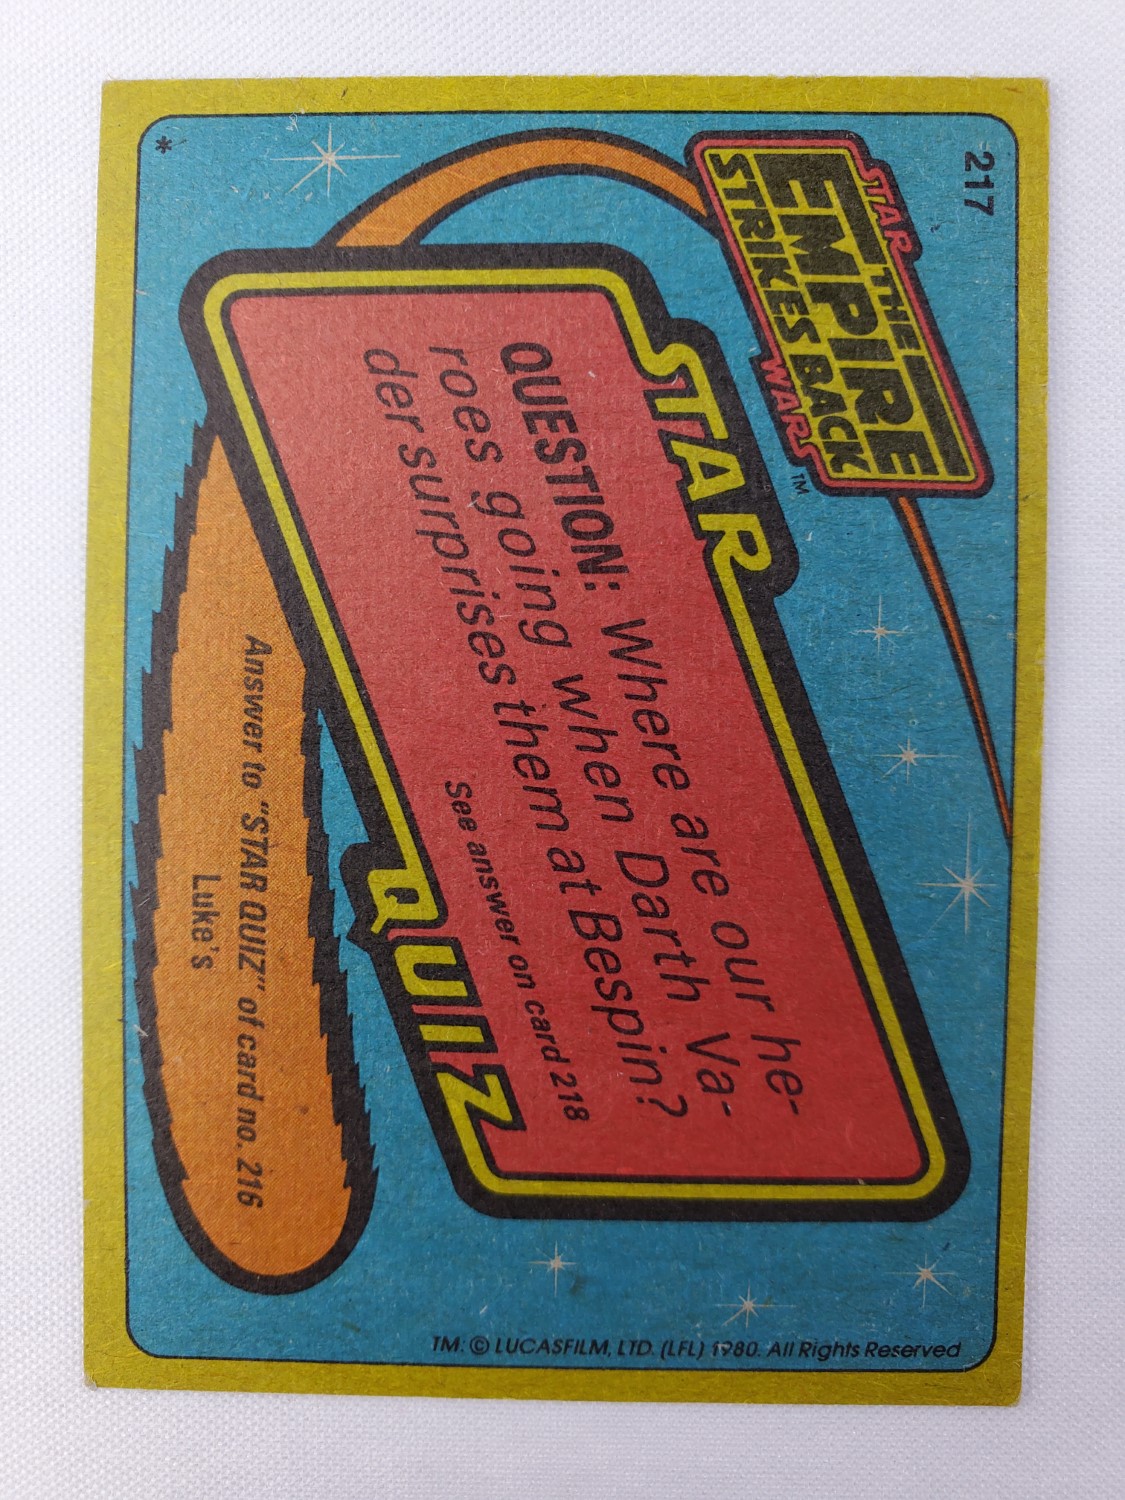 217
STAR
THE
EMPIRE
STRIKES BACK
WARS
TM
STAR
QUESTION: Where are our he-
roes going when Darth Va-
der surprises them at Bespin?
See answer on card 218
QUIZ
Answer to "STAR QUIZ" of card no. 216
Luke's
*
TM: © LUCASFILM, LTD. (LFL) 1980. All Rights Reserved